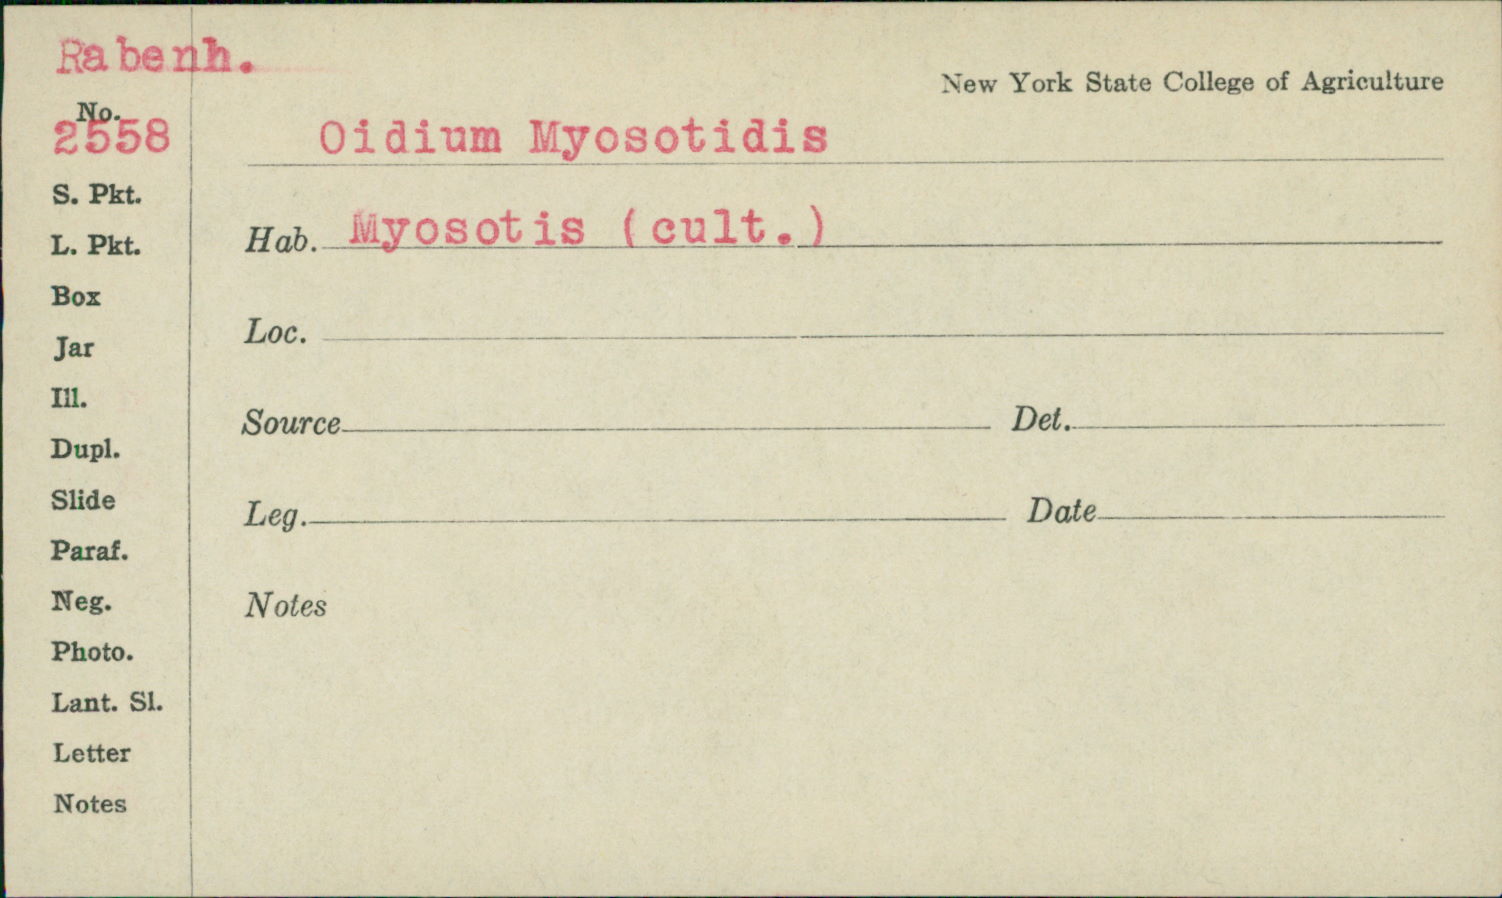 Rabenh.
New York State College of Agriculture
No.
2558
Oidium Myosotidis
S. Pkt.
Hab. Myosotis (cult.)
L. Pkt.
Box
Loc.
Jar
Ill.
Source
Det.
Dupl.
Slide
Leg.
Date
Paraf.
Neg.
Notes
Photo.
Lant. Sl.
Letter
Notes